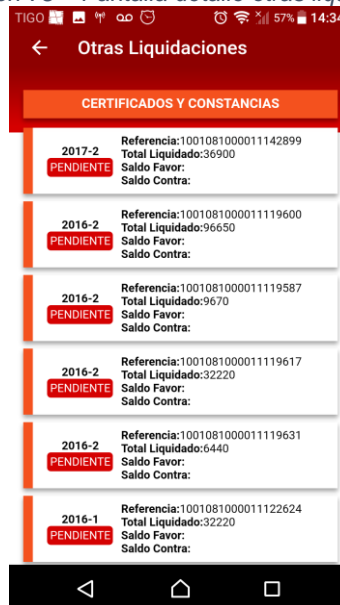 TIGO 57% 14:34
Otras Liquidaciones
CERTIFICADOS Y CONSTANCIAS
2017-2
PENDIENTE
Referencia:1001081000011142899
Total Liquidado:36900
Saldo Favor:
Saldo Contra:
2016-2
PENDIENTE
Referencia:1001081000011119600
Total Liquidado:96650
Saldo Favor:
Saldo Contra:
2016-2
PENDIENTE
Referencia:1001081000011119587
Total Liquidado:9670
Saldo Favor:
Saldo Contra:
2016-2
PENDIENTE
Referencia:1001081000011119617
Total Liquidado:32220
Saldo Favor:
Saldo Contra:
2016-2
PENDIENTE
Referencia:1001081000011119631
Total Liquidado:6440
Saldo Favor:
Saldo Contra:
2016-1
PENDIENTE
Referencia:1001081000011122624
Total Liquidado:32220
Saldo Favor:
Saldo Contra: